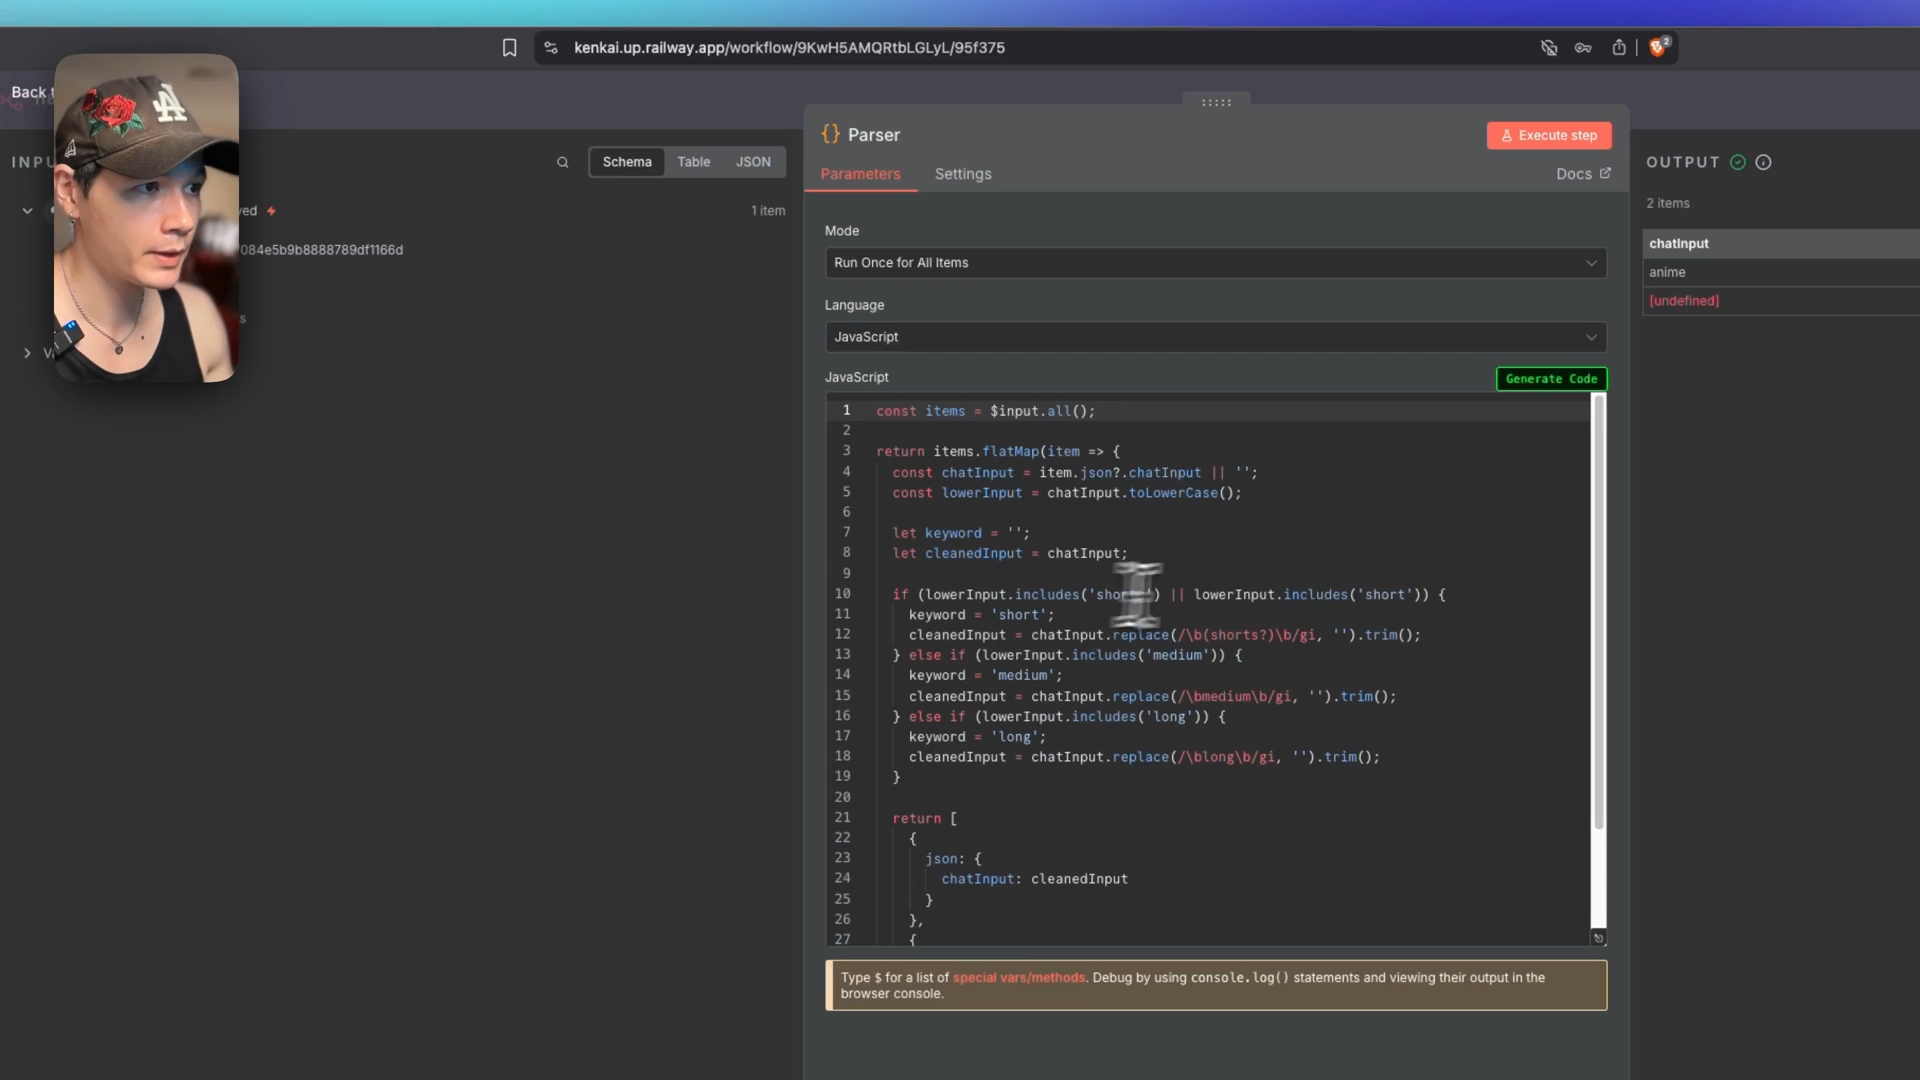 kenkai.up.railway.app/workflow/9KwH5AMQRtbLGLyL/95f375
2
Back
INPU
Schema
Table
JSON
ved
1 item
084e5b9b8888789df1166d
s
Parser
Execute step
Parameters
Settings
Docs
Mode
Run Once for All Items
Language
JavaScript
JavaScript
Generate Code
1 const items = $input.all();
2
3 return items.flatMap(item => {
4 const chatInput = item.json?.chatInput || '';
5 const lowerInput = chatInput.toLowerCase();
6
7 let keyword = '';
8 let cleanedInput = chatInput;
9
10 if (lowerInput.includes('shor') || lowerInput.includes('short')) {
11 keyword = 'short';
12 cleanedInput = chatInput.replace(/\b(shorts?)\b/gi, '').trim();
13 } else if (lowerInput.includes('medium')) {
14 keyword = 'medium';
15 cleanedInput = chatInput.replace(/\bmedium\b/gi, '').trim();
16 } else if (lowerInput.includes('long')) {
17 keyword = 'long';
18 cleanedInput = chatInput.replace(/\blong\b/gi, '').trim();
19 }
20
21 return [
22 {
23 json: {
24 chatInput: cleanedInput
25 }
26 },
27 {
Type $ for a list of special vars/methods. Debug by using console.log() statements and viewing their output in the
browser console.
OUTPUT
2 items
chatInput
anime
[undefined]